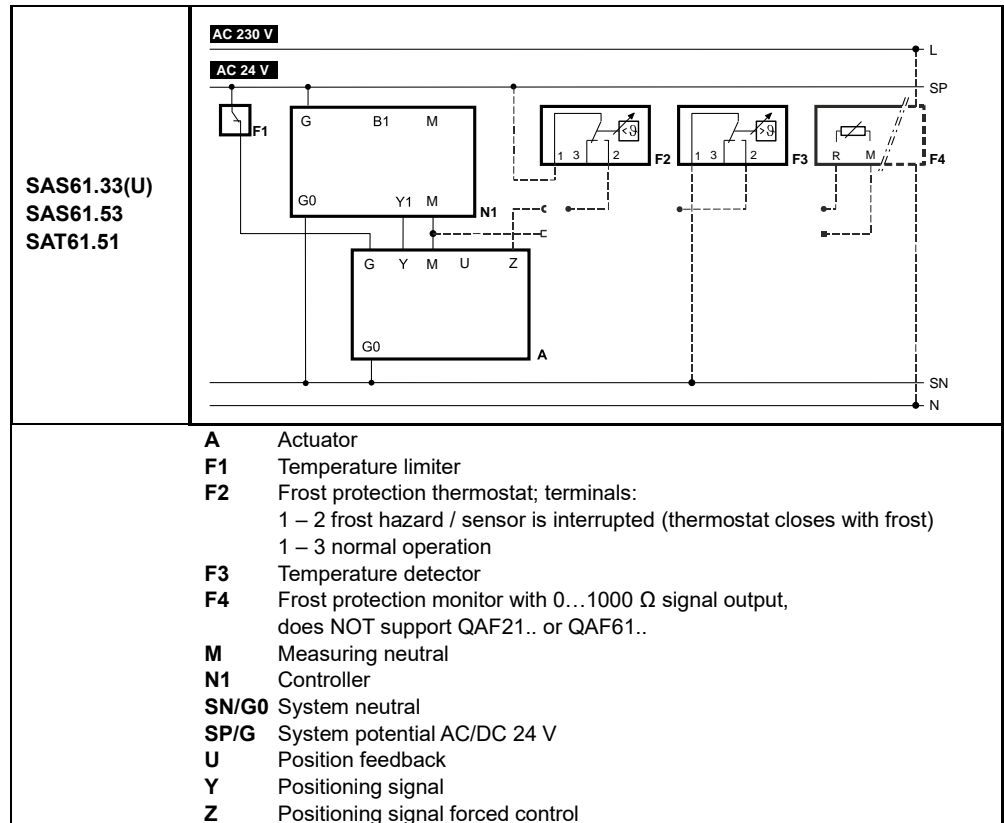 AC 230 V
L
AC 24 V
SP
F1
G B1 M
G0 Y1 M
N1
<ϑ
1 3 2
F2
>ϑ
1 3 2
F3
R M
F4
SAS61.33(U)
SAS61.53
SAT61.51
G Y M U Z
G0
A
SN
N
A Actuator
F1 Temperature limiter
F2 Frost protection thermostat; terminals:
1 – 2 frost hazard / sensor is interrupted (thermostat closes with frost)
1 – 3 normal operation
F3 Temperature detector
F4 Frost protection monitor with 0…1000 Ω signal output,
does NOT support QAF21.. or QAF61..
M Measuring neutral
N1 Controller
SN/G0 System neutral
SP/G System potential AC/DC 24 V
U Position feedback
Y Positioning signal
Z Positioning signal forced control